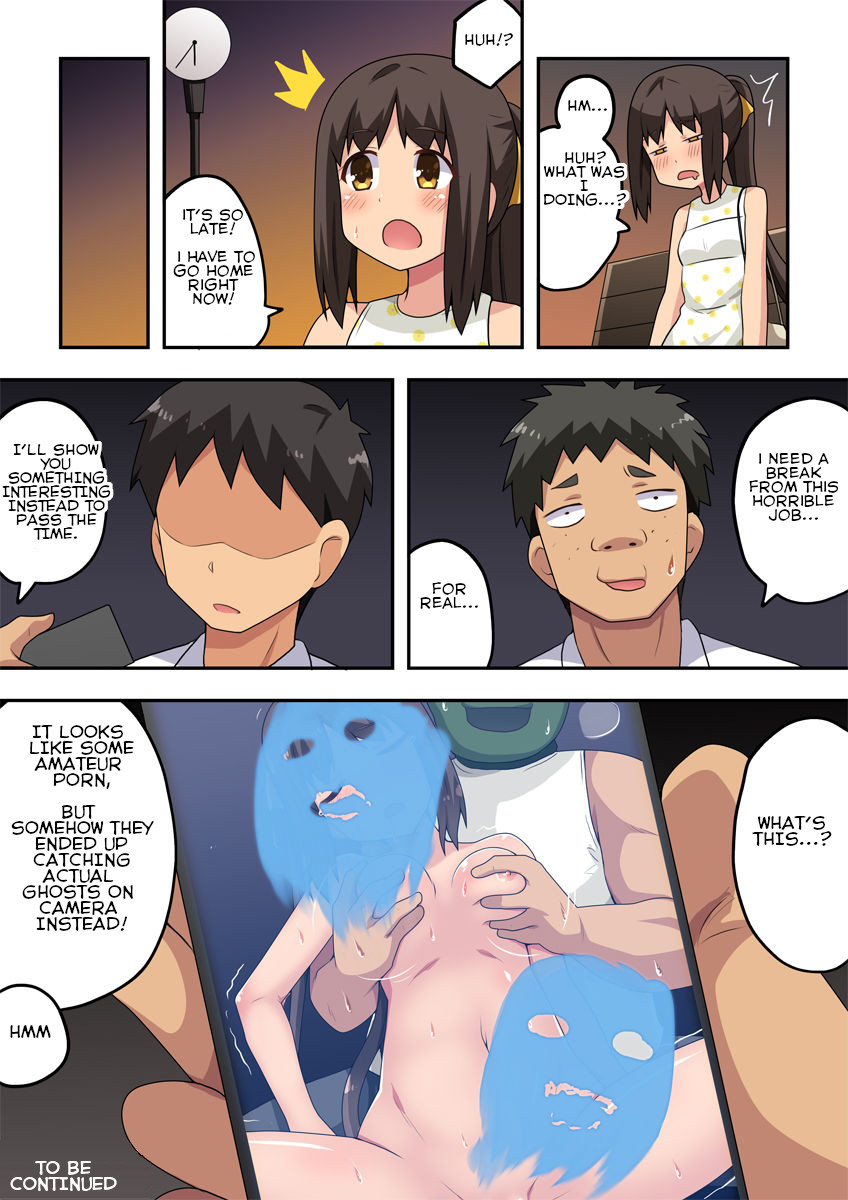 HM...
HUH?
WHAT WAS
I
DOING...?
HUH!?
IT'S SO
LATE!
I HAVE TO
GO HOME
RIGHT
NOW!
I NEED A
BREAK
FROM THIS
HORRIBLE
JOB...
FOR
REAL...
I'LL SHOW
YOU
SOMETHING
INTERESTING
INSTEAD TO
PASS THE
TIME.
WHAT'S
THIS...?
IT LOOKS
LIKE SOME
AMATEUR
PORN,
BUT
SOMEHOW THEY
ENDED UP
CATCHING
ACTUAL
GHOSTS ON
CAMERA
INSTEAD!
HMM
TO BE
CONTINUED